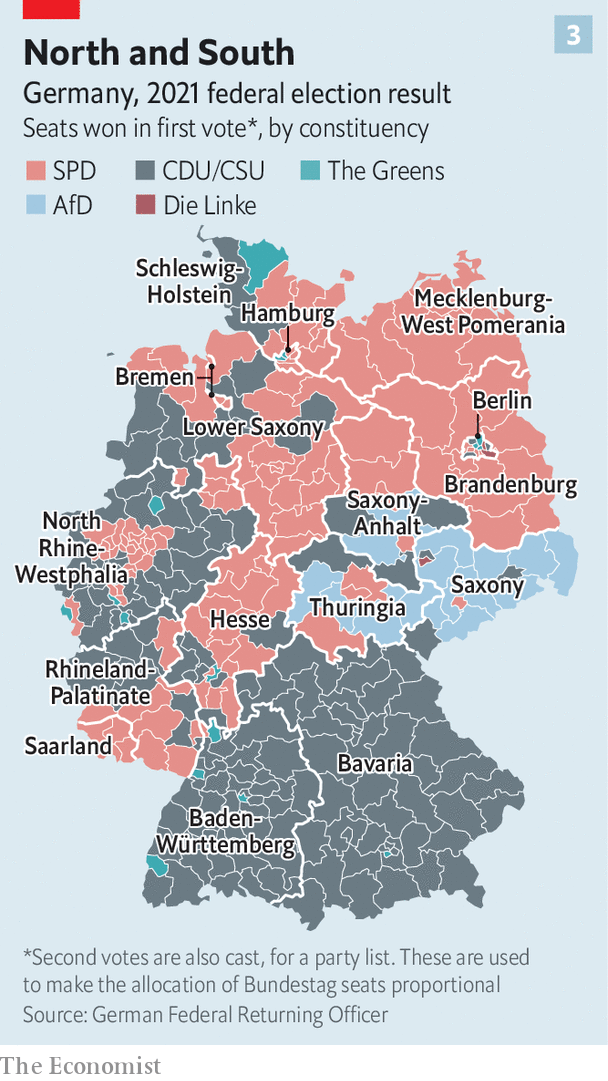 3
North and South
Germany, 2021 federal election result
Seats won in first vote*, by constituency
SPD
CDU/CSU
The Greens
AfD
Die Linke
Schleswig-
Holstein
Hamburg
Mecklenburg-
West Pomerania
Bremen
Berlin
Lower Saxony
Brandenburg
Saxony-
Anhalt
North
Rhine-
Westphalia
Saxony
Thuringia
Hesse
Rhineland-
Palatinate
Saarland
Bavaria
Baden-
Württemberg
*Second votes are also cast, for a party list. These are used
to make the allocation of Bundestag seats proportional
Source: German Federal Returning Officer
The Economist